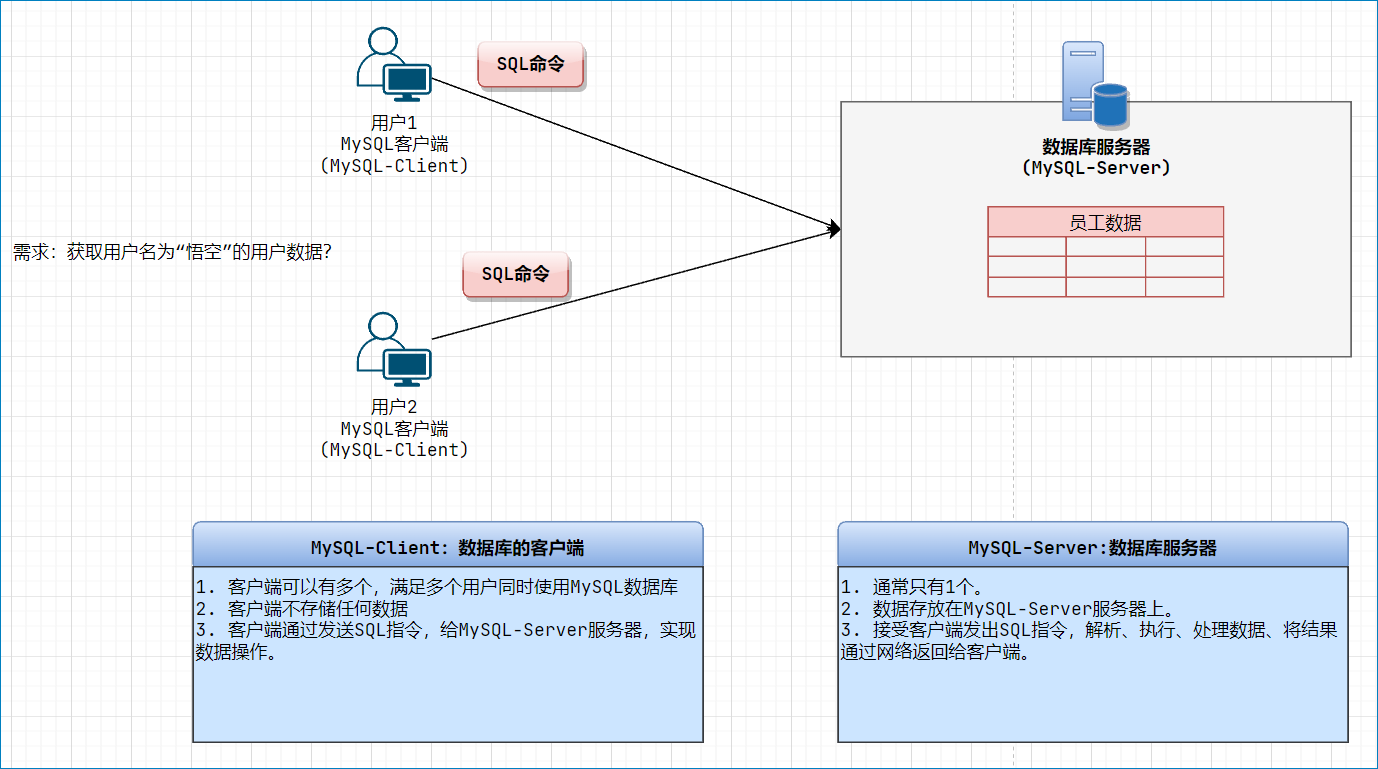 SQL命令
用户1
MySQL客户端
(MySQL-Client)
数据库服务器
(MySQL-Server)
员工数据
需求：获取用户名为“悟空”的用户数据?
SQL命令
用户2
MySQL客户端
(MySQL-Client)
MySQL-Client：数据库的客户端
1. 客户端可以有多个，满足多个用户同时使用MySQL数据库
2. 客户端不存储任何数据
3. 客户端通过发送SQL指令，给MySQL-Server服务器，实现
数据操作。
MySQL-Server:数据库服务器
1. 通常只有1个。
2. 数据存放在MySQL-Server服务器上。
3. 接受客户端发出SQL指令，解析、执行、处理数据、将结果
通过网络返回给客户端。